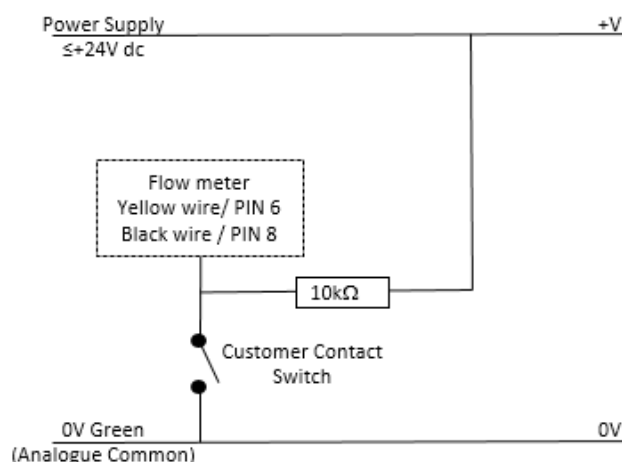 Power Supply
+V
≤+24V dc
Flow meter
Yellow wire/ PIN 6
Black wire / PIN 8
10kΩ
Customer Contact
Switch
0V Green
0V
(Analogue Common)